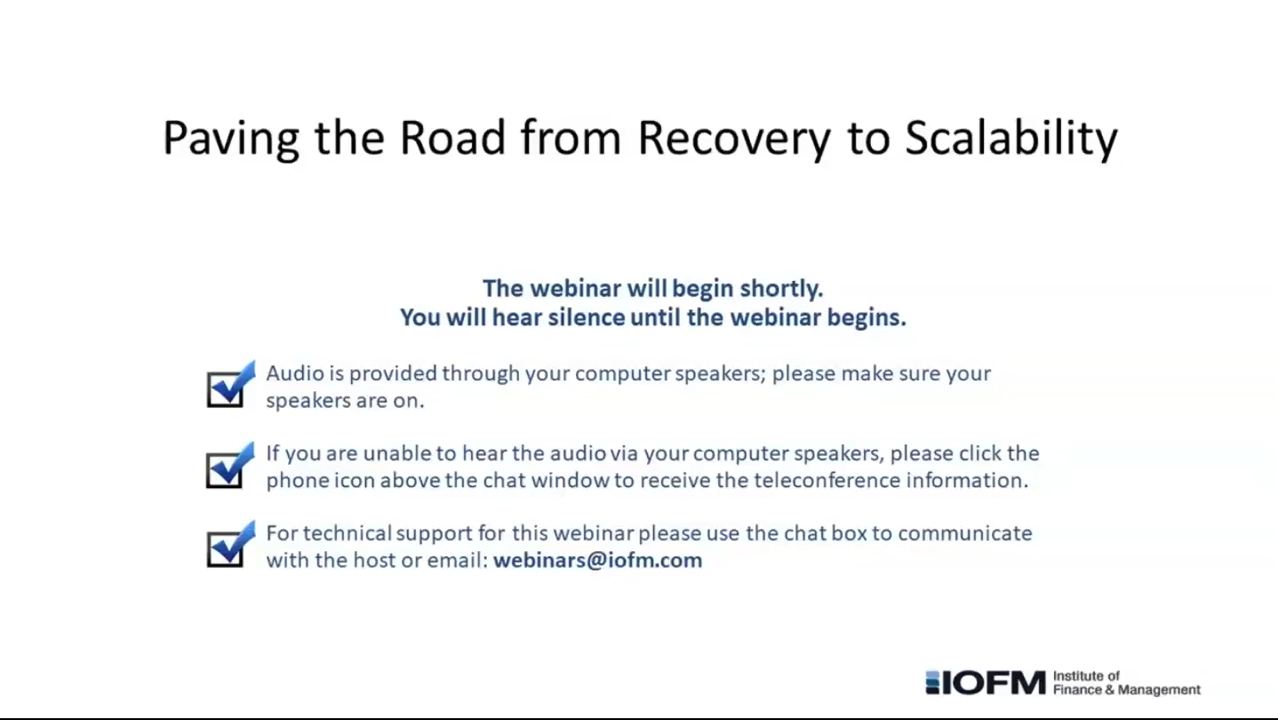 Paving the Road from Recovery to Scalability
The webinar will begin shortly.
You will hear silence until the webinar begins.
Audio is provided through your computer speakers; please make sure your
speakers are on.
If you are unable to hear the audio via your computer speakers, please click the
phone icon above the chat window to receive the teleconference information.
For technical support for this webinar please use the chat box to communicate
with the host or email: webinars@iofm.com
IOFM Institute of
Finance & Management